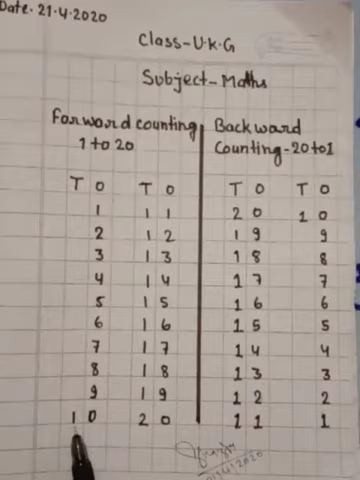 Date. 21.4.2020
Class-U.K.G
Subject-Maths
Forword counting
1 to 20
T O T O
1 1 1
2 1 2
3 1 3
4 1 4
5 1 5
6 1 6
7 1 7
8 1 8
9 1 9
1 0 2 0
Backward
Counting-20 to 1
T O T O
2 0 1 0
1 9 9
1 8 8
1 7 7
1 6 6
1 5 5
1 4 4
1 3 3
1 2 2
1 1 1